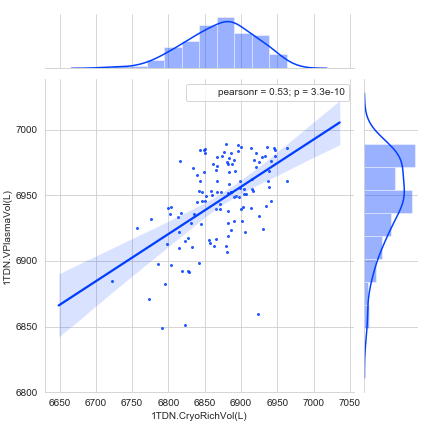 pearsonr = 0.53; p = 3.3e-10
7000
6950
6900
6850
6800
1TDN.VPlasmaVol(L)
6650 6700 6750 6800 6850 6900 6950 7000 7050
1TDN.CryoRichVol(L)